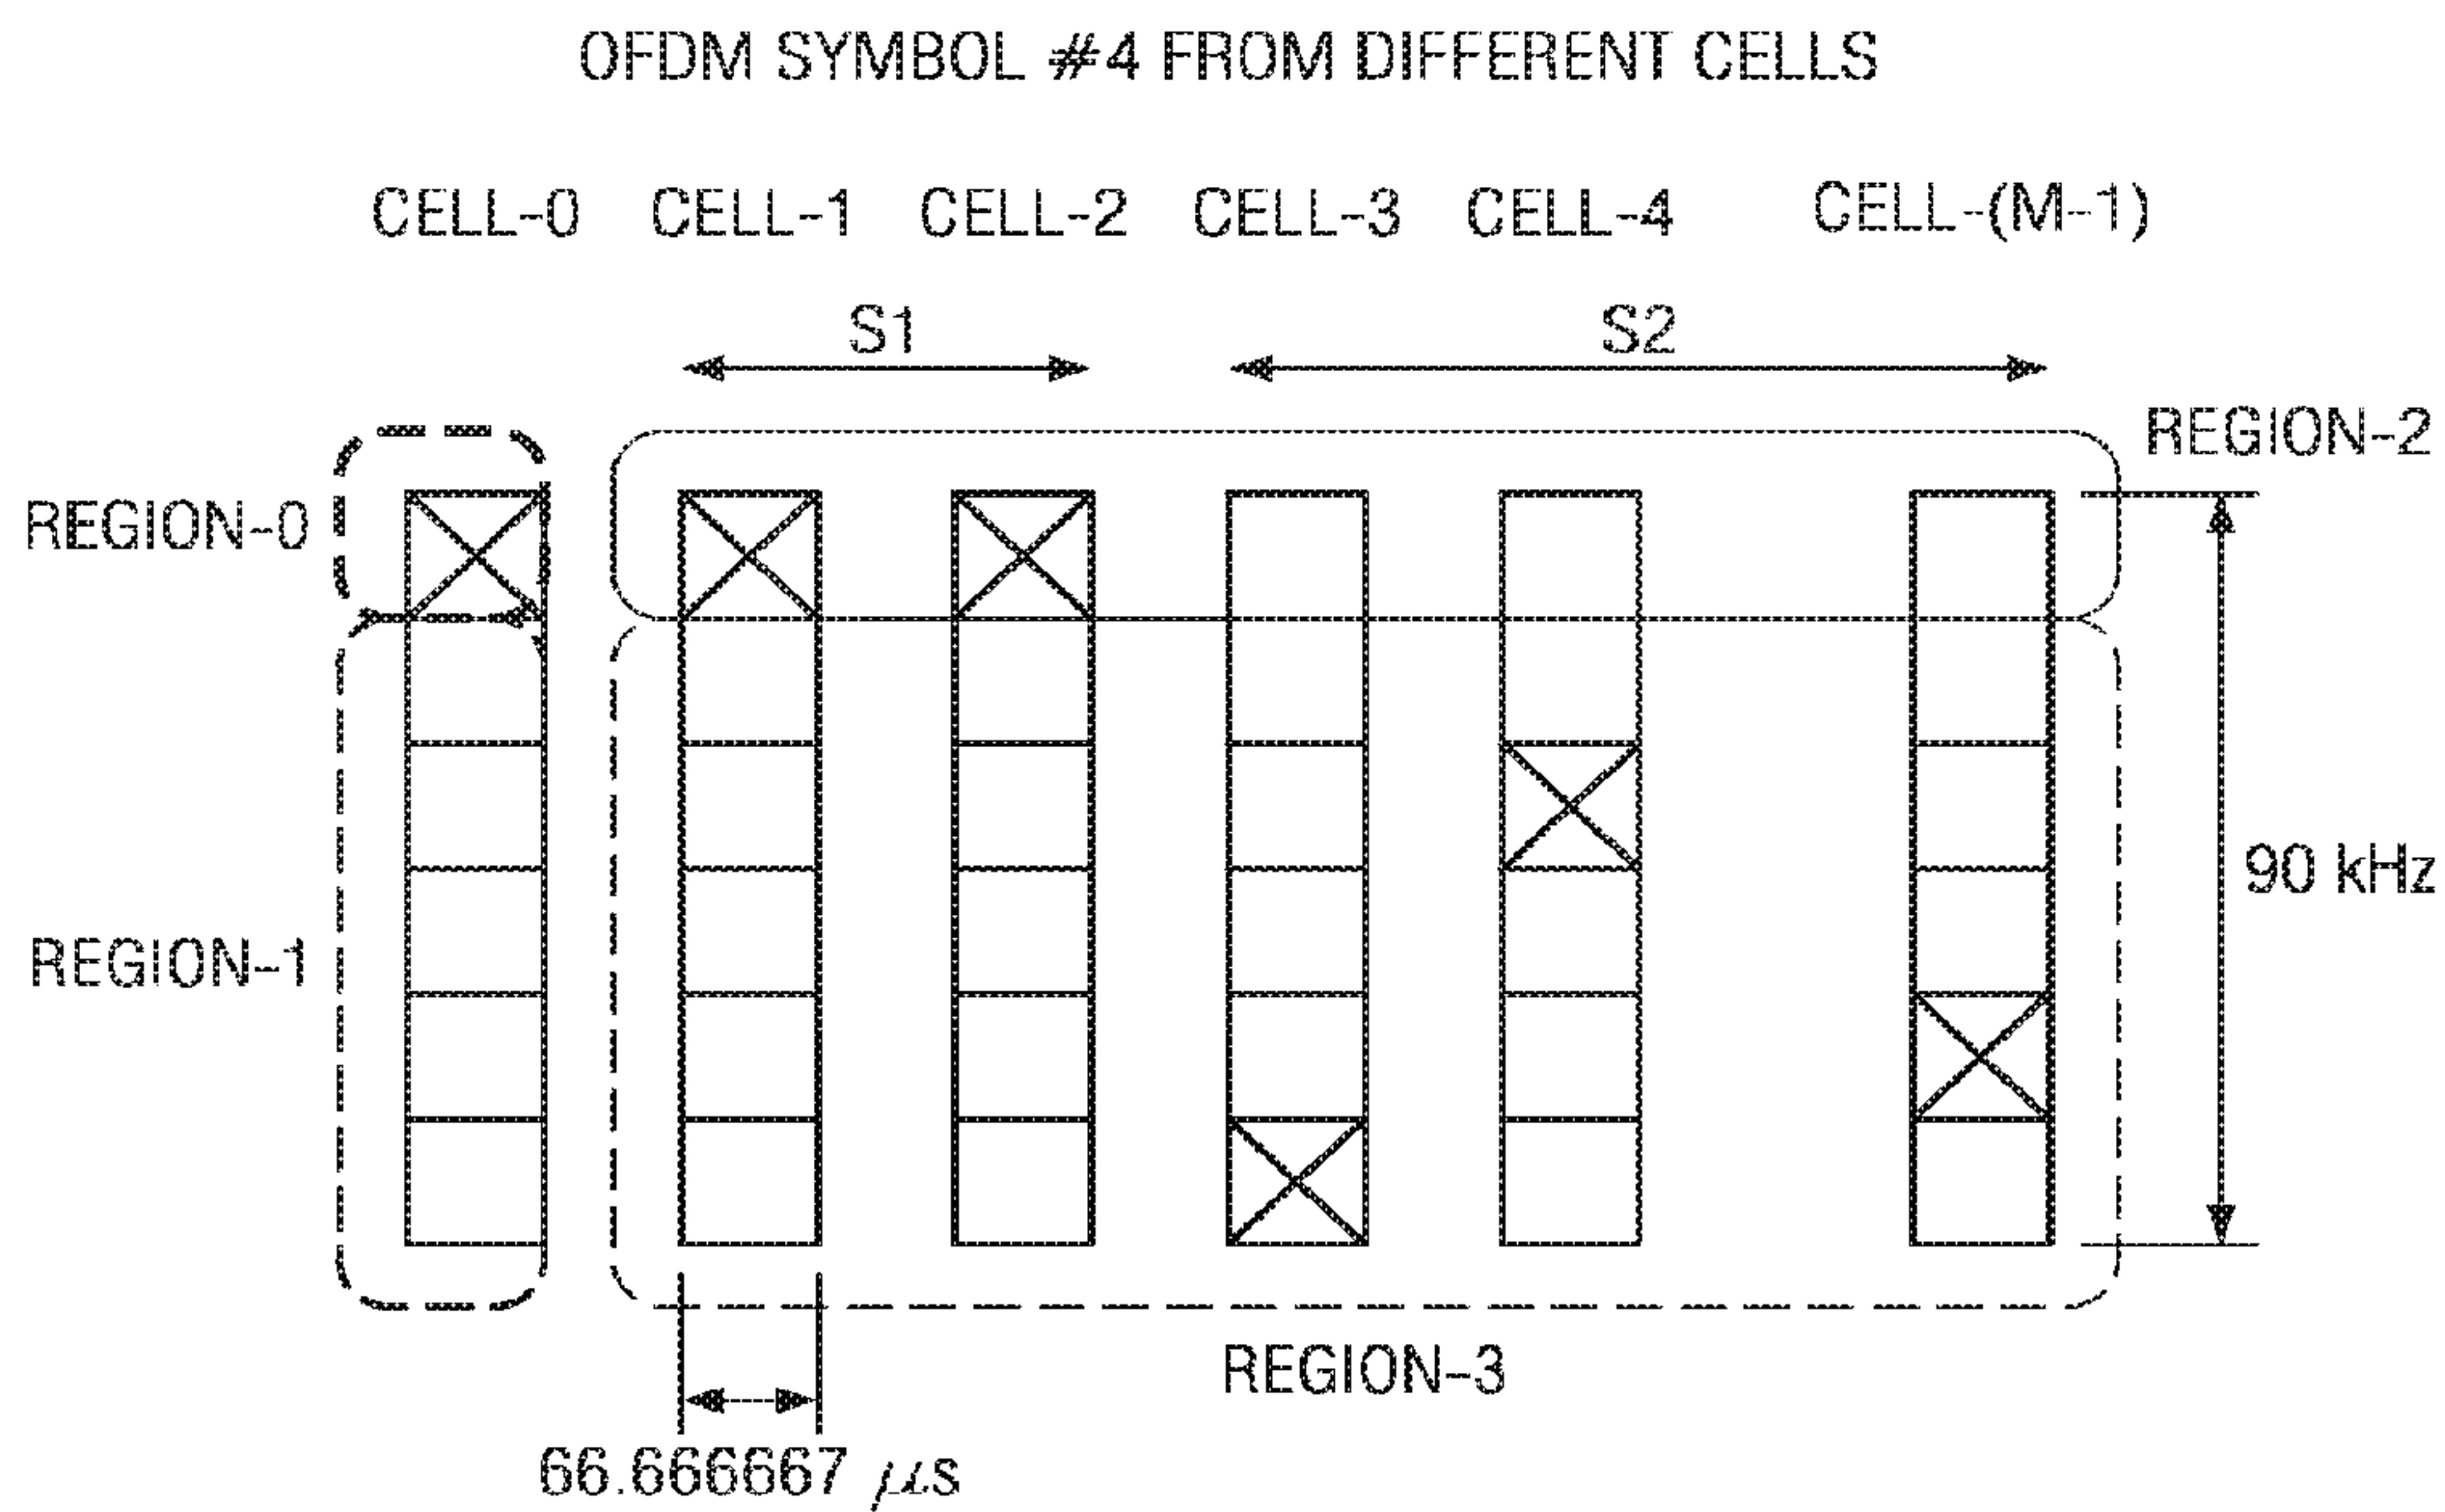 OFDM SYMBOL #4 FROM DIFFERENT CELLS
CELL-0 CELL-1 CELL-2 CELL-3 CELL-4 CELL-(M-1)
S1 S2
REGION-2
REGION-0
90 kHz
REGION-1
REGION-3
66.666667 μs